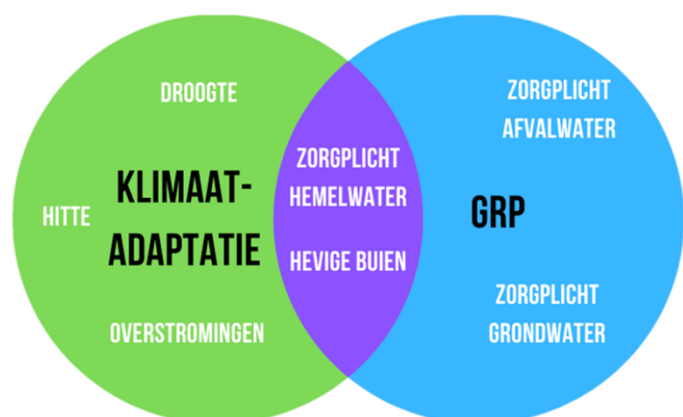 DROOGTE
KLIMAAT-
ADAPTATIE
HITTE
OVERSTROMINGEN
ZORGPLICHT
HEMELWATER
HEVIGE BUIEN
ZORGPLICHT
AFVALWATER
GRP
ZORGPLICHT
GRONDWATER